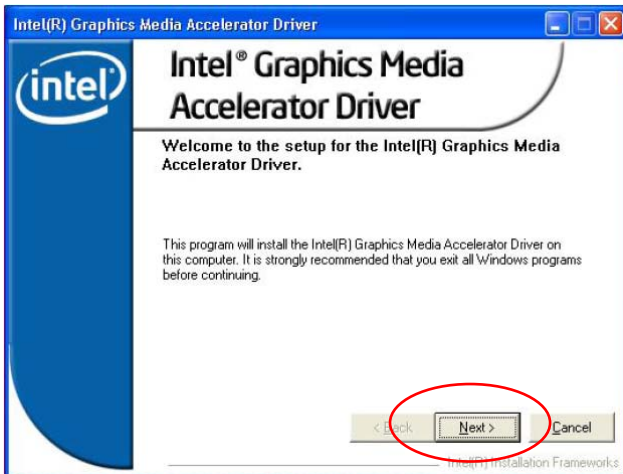 Intel(R) Graphics Media Accelerator Driver
intel
Intel® Graphics Media
Accelerator Driver
Welcome to the setup for the Intel(R) Graphics Media
Accelerator Driver.
This program will install the Intel(R) Graphics Media Accelerator Driver on
this computer. It is strongly recommended that you exit all Windows programs
before continuing.
< Back Next > Cancel
Intel(R) Installation Frameworks